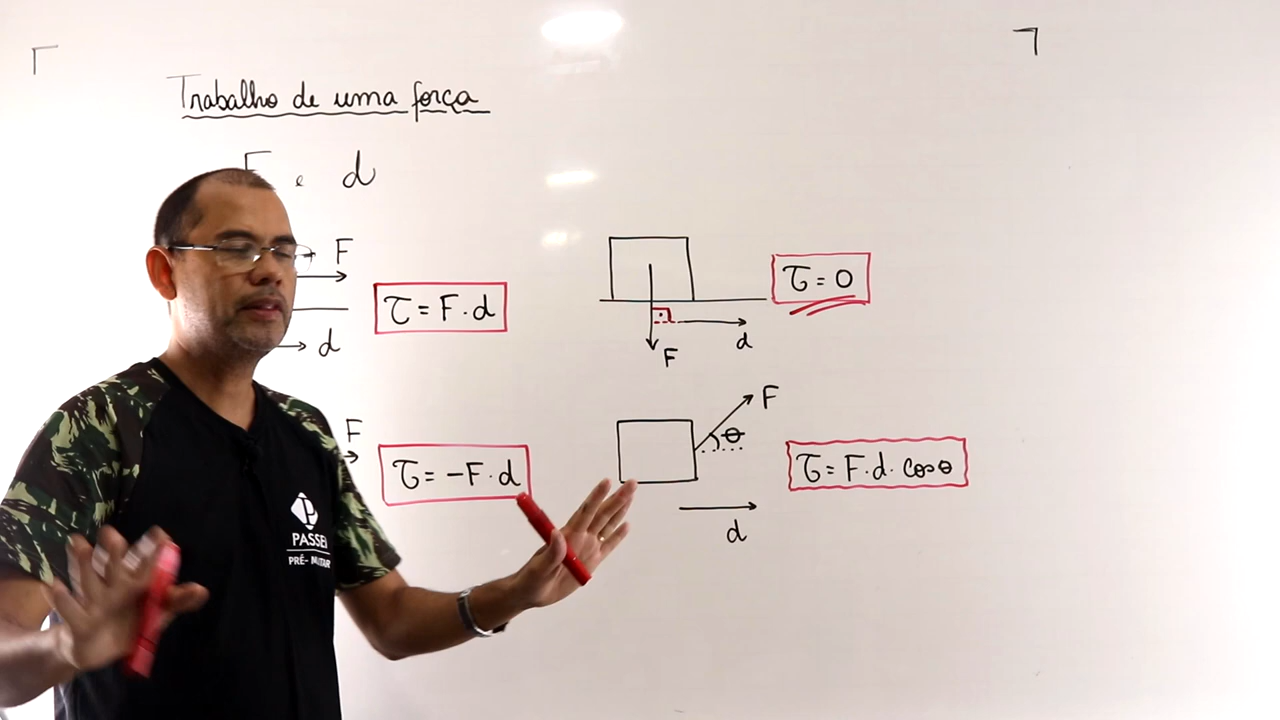 Trabalho de uma força
F e d
F
τ = F · d
d
F
τ = -F · d
τ = 0
d
F
F
θ
τ = F · d · cos θ
d
PASSEI
PRÉ-MILITAR